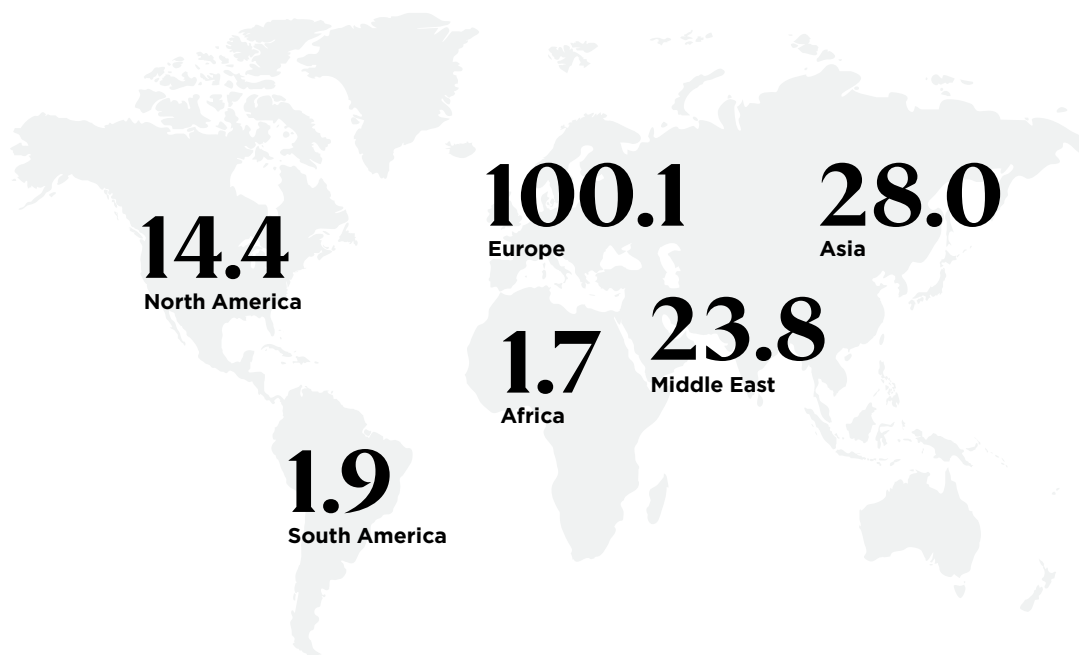 100.1
Europe
28.0
Asia
14.4
North America
23.8
Middle East
1.7
Africa
1.9
South America